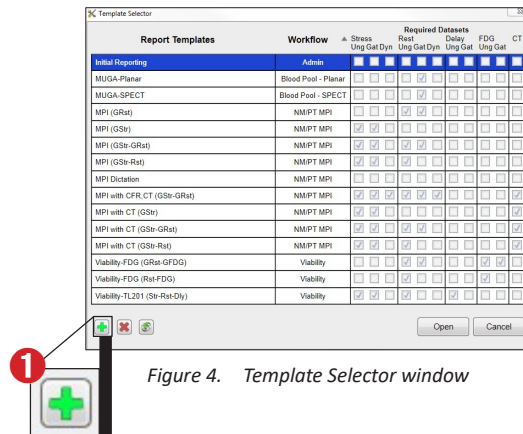 Template Selector
Required Datasets
Report Templates Workflow Stress Rest Delay FDG CT
Ung Gat Dyn Ung Gat Dyn Ung Gat Ung Gat
Initial Reporting Admin
MUGA-Planar Blood Pool - Planar
MUGA-SPECT Blood Pool - SPECT
MPI (GRst) NM/PT MPI
MPI (GStr) NM/PT MPI
MPI (GStr-GRst) NM/PT MPI
MPI (GStr-Rst) NM/PT MPI
MPI Dictation NM/PT MPI
MPI with CFR,CT (GStr-GRst) NM/PT MPI
MPI with CT (GStr) NM/PT MPI
MPI with CT (GStr-GRst) NM/PT MPI
MPI with CT (GStr-Rst) NM/PT MPI
Viability-FDG (GRst-GFDG) Viability
Viability-FDG (Rst-FDG) Viability
Viability-TL201 (Str-Rst-Dly) Viability
Open Cancel
1
Figure 4. Template Selector window